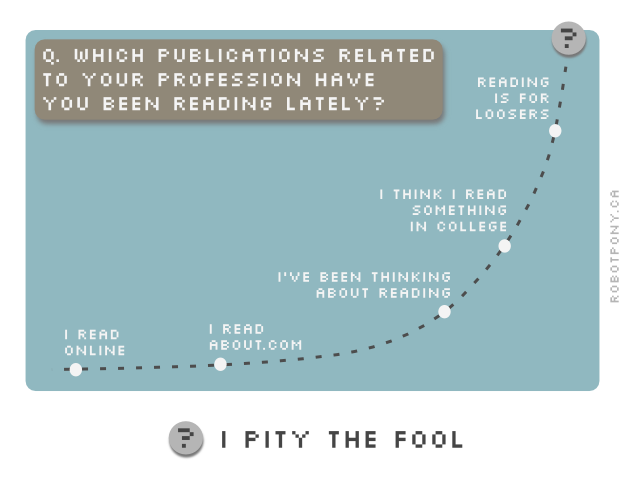 Q. WHICH PUBLICATIONS RELATED
TO YOUR PROFESSION HAVE
YOU BEEN READING LATELY?
?
READING
IS FOR
LOOSERS
I THINK I READ
SOMETHING
IN COLLEGE
I'VE BEEN THINKING
ABOUT READING
I READ
ABOUT.COM
I READ
ONLINE
ROBOTPONY.CA
? I PITY THE FOOL